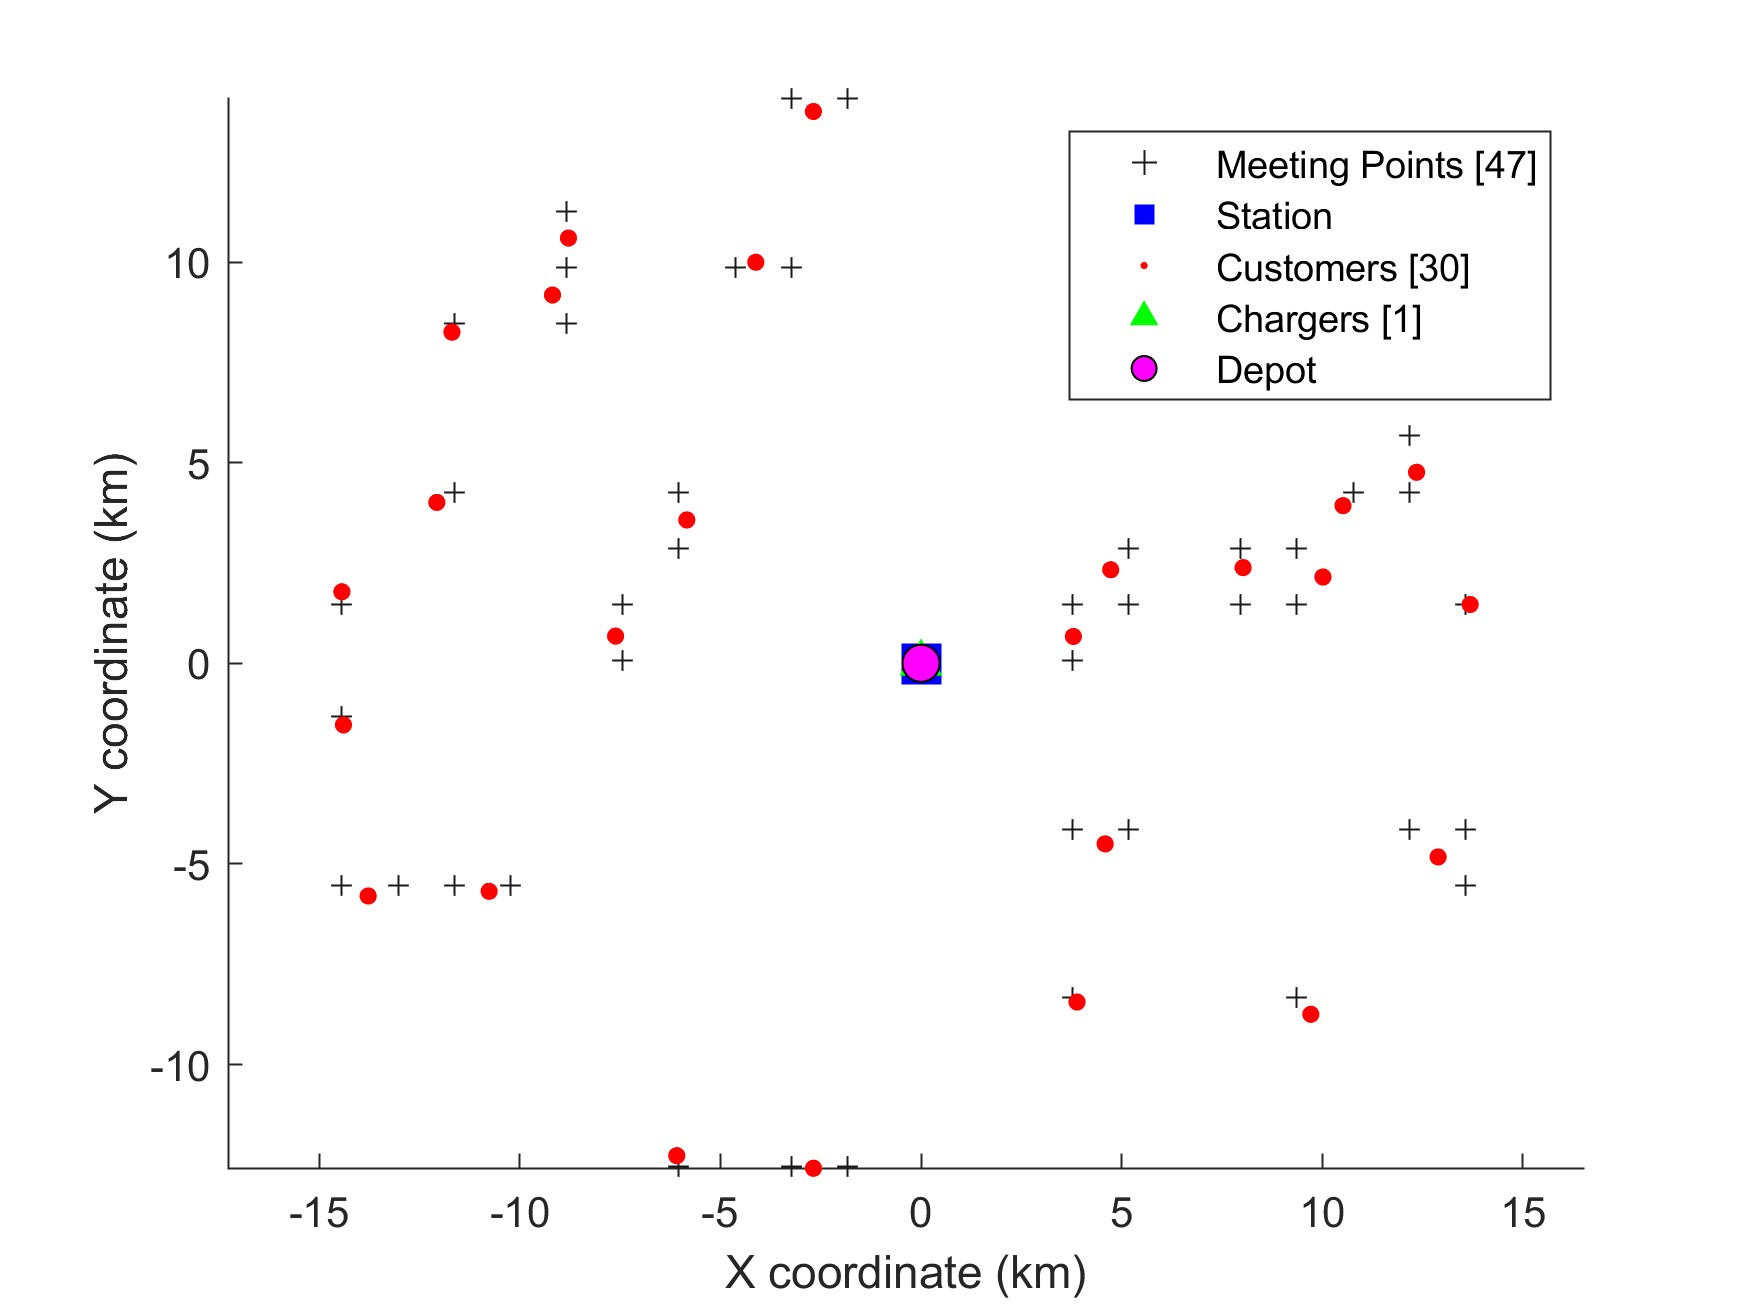 Meeting Points [47]
Station
Customers [30]
Chargers [1]
Depot
10
5
0
-5
-10
Y coordinate (km)
-15
-10
-5
0
5
10
15
X coordinate (km)